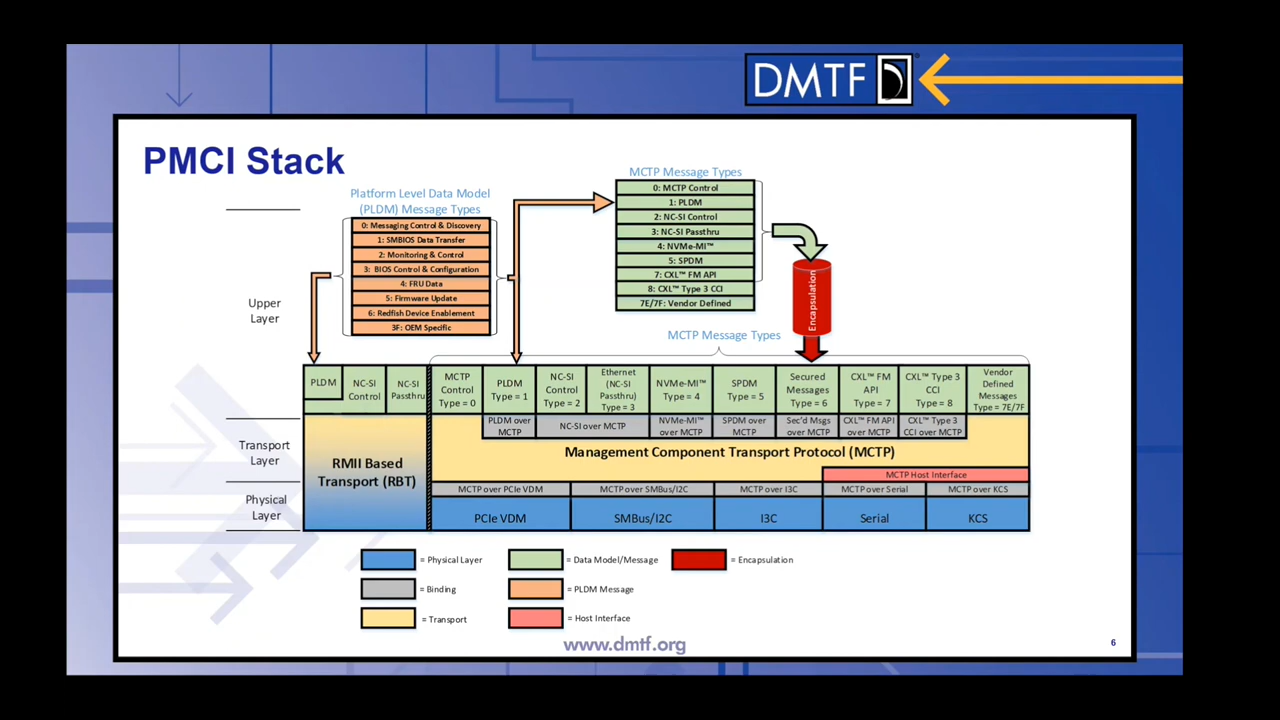 DMTF
PMCI Stack
Platform Level Data Model
(PLDM) Message Types
0: Messaging Control & Discovery
1: SMBIOS Data Transfer
2: Monitoring & Control
3: BIOS Control & Configuration
4: FRU Data
5: Firmware Update
6: Redfish Device Enablement
3F: OEM Specific
MCTP Message Types
0: MCTP Control
1: PLDM
2: NC-SI Control
3: NC-SI Passthru
4: NVMe-MI™
5: SPDM
7: CXL™ FM API
8: CXL™ Type 3 CCI
7E/7F: Vendor Defined
Encapsulation
MCTP Message Types
Upper
Layer
PLDM
NC-SI
Control
NC-SI
Passthru
MCTP
Control
Type = 0
PLDM
Type = 1
NC-SI
Control
Type = 2
Ethernet
(NC-SI
Passthru)
Type = 3
NVMe-MI™
Type = 4
SPDM
Type = 5
Secured
Messages
Type = 6
CXL™ FM
API
Type = 7
CXL™ Type 3
CCI
Type = 8
Vendor
Defined
Messages
Type = 7E/7F
PLDM over
MCTP
NC-SI over MCTP
NVMe-MI™
over MCTP
SPDM over
MCTP
Sec'd Msgs
over MCTP
CXL™ FM API
over MCTP
CXL™ Type 3
CCI over MCTP
Transport
Layer
RMII Based
Transport (RBT)
Management Component Transport Protocol (MCTP)
MCTP Host Interface
Physical
Layer
MCTP over PCIe VDM
MCTP over SMBus/I2C
MCTP over I3C
MCTP over Serial
MCTP over KCS
PCIe VDM
SMBus/I2C
I3C
Serial
KCS
= Physical Layer
= Data Model/Message
= Encapsulation
= Binding
= PLDM Message
= Transport
= Host Interface
www.dmtf.org
6